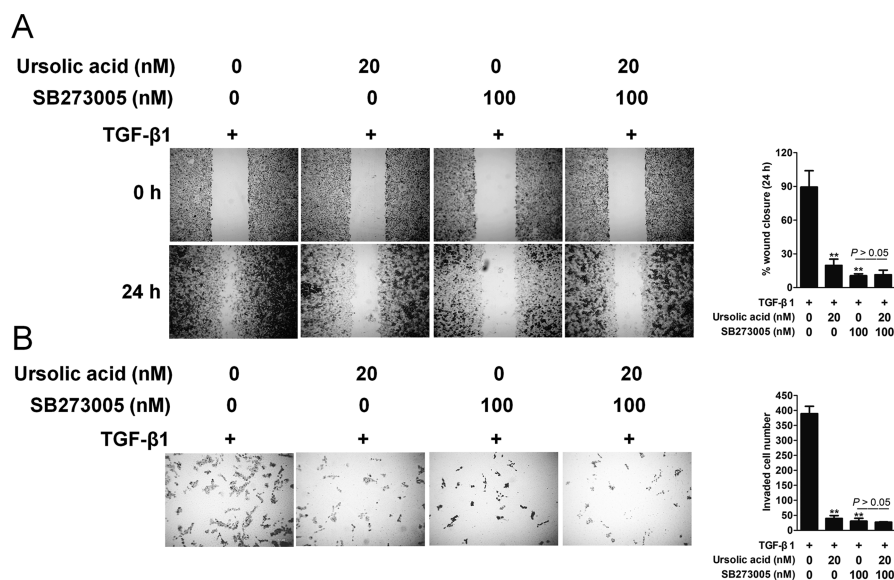 A
Ursolic acid (nM) 0 20 0 20
SB273005 (nM) 0 0 100 100
TGF-β1 + + + +
0 h
24 h
% wound closure (24 h)
120
90
60
30
0
** ** P > 0.05
TGF-β 1 + + + +
Ursolic acid (nM) 0 20 0 20
SB273005 (nM) 0 0 100 100
B
Ursolic acid (nM) 0 20 0 20
SB273005 (nM) 0 0 100 100
TGF-β1 + + + +
Invaded cell number
450
400
350
300
250
200
150
100
50
0
** ** P > 0.05
TGF-β 1 + + + +
Ursolic acid (nM) 0 20 0 20
SB273005 (nM) 0 0 100 100